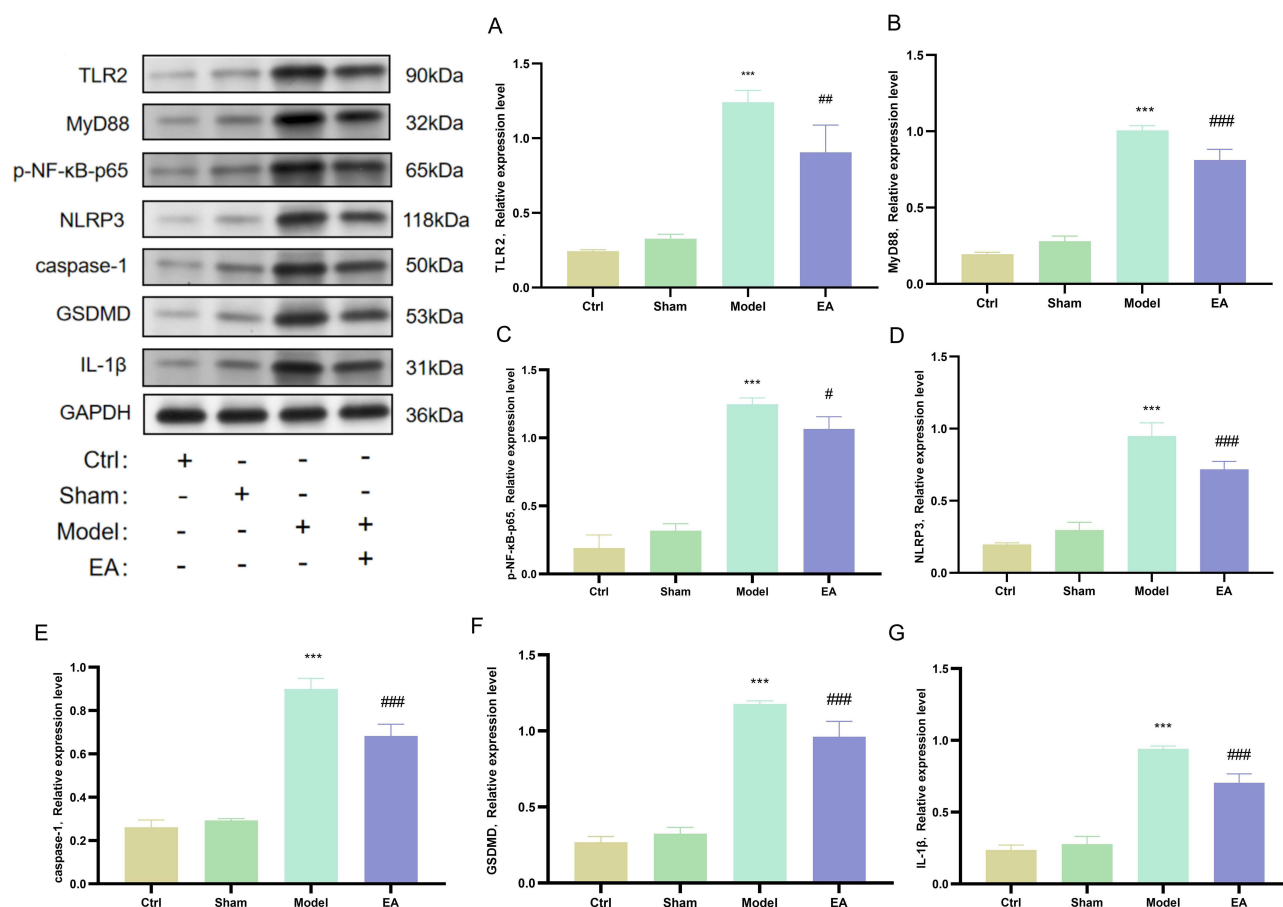 TLR2 90kDa
MyD88 32kDa
p-NF-κB-p65 65kDa
NLRP3 118kDa
caspase-1 50kDa
GSDMD 53kDa
IL-1β 31kDa
GAPDH 36kDa
Ctrl: + - - -
Sham: - + - -
Model: - - + +
EA: - - - +
A
TLR2, Relative expression level
1.5
1.0
0.5
0.0
***
##
Ctrl Sham Model EA
B
MyD88, Relative expression level
1.5
1.0
0.5
0.0
***
###
Ctrl Sham Model EA
C
p-NF-κB-p65, Relative expression level
1.5
1.0
0.5
0.0
***
#
Ctrl Sham Model EA
D
NLRP3, Relative expression level
1.5
1.0
0.5
0.0
***
###
Ctrl Sham Model EA
E
caspase-1, Relative expression level
1.0
0.8
0.6
0.4
0.2
0.0
***
###
Ctrl Sham Model EA
F
GSDMD, Relative expression level
1.5
1.0
0.5
0.0
***
###
Ctrl Sham Model EA
G
IL-1β, Relative expression level
1.5
1.0
0.5
0.0
***
###
Ctrl Sham Model EA